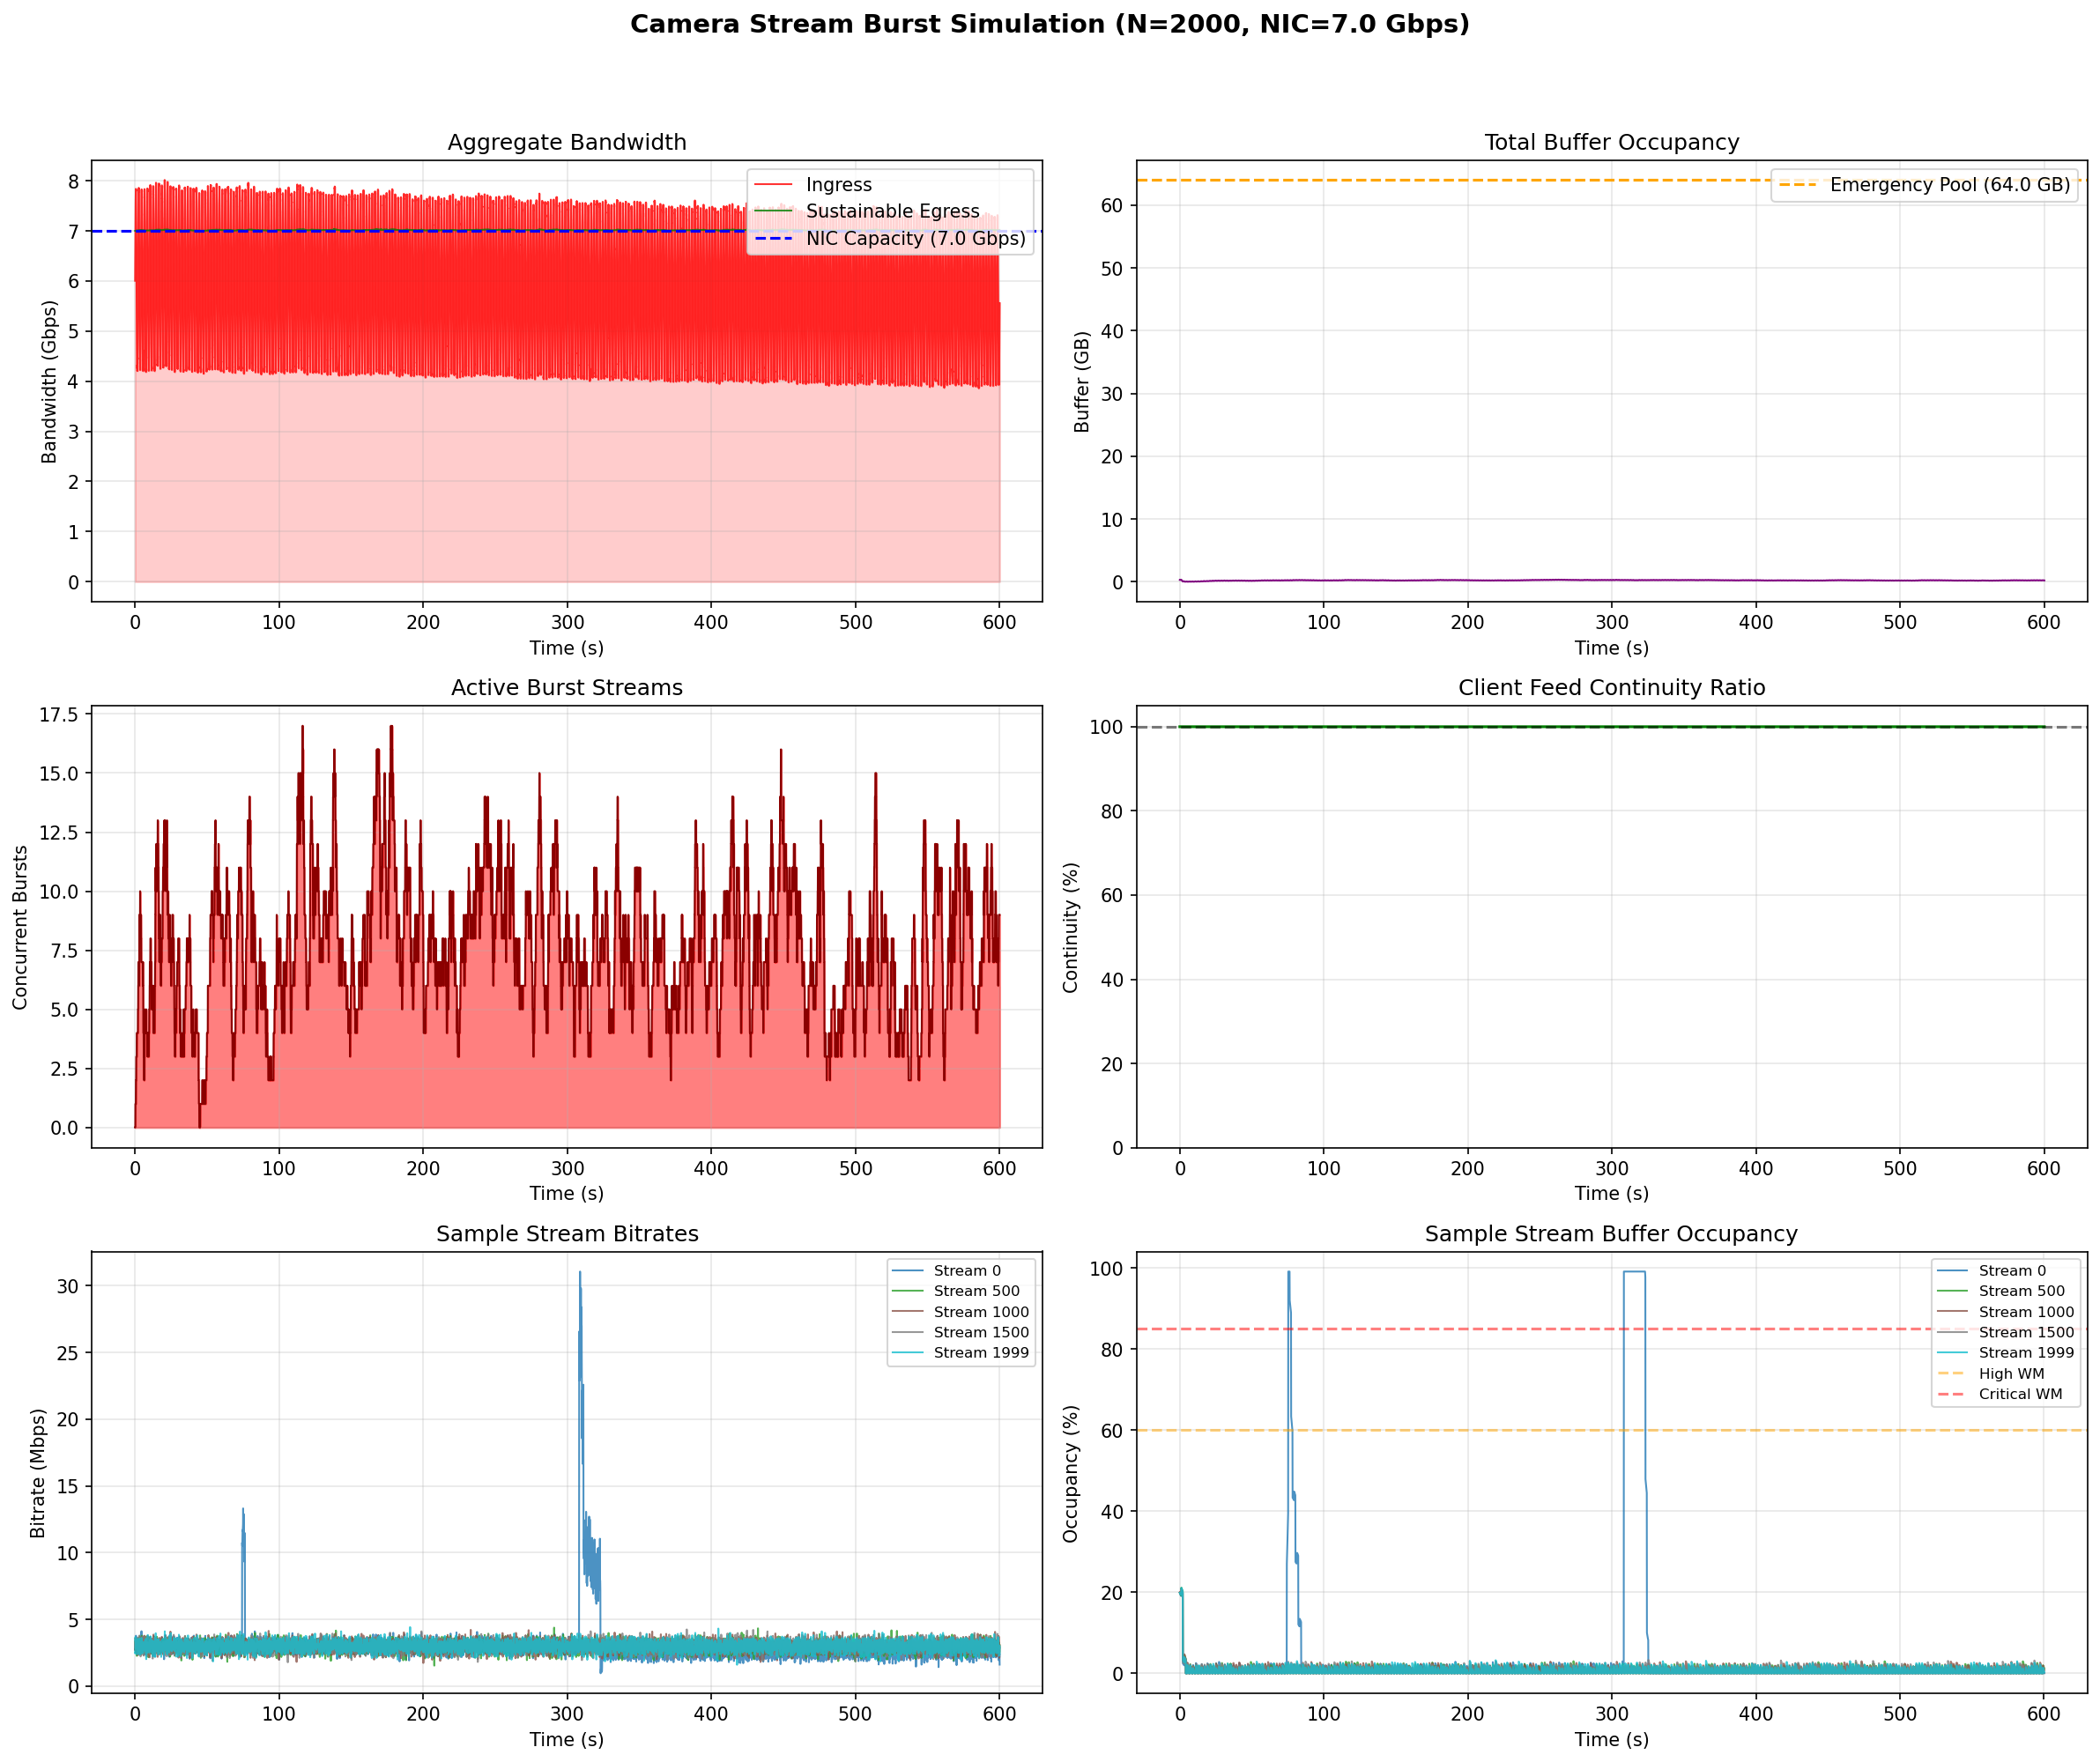 Camera Stream Burst Simulation (N=2000, NIC=7.0 Gbps)
Aggregate Bandwidth
Bandwidth (Gbps)
8
7
6
5
4
3
2
1
0
Ingress
Sustainable Egress
NIC Capacity (7.0 Gbps)
0 100 200 300 400 500 600
Time (s)
Total Buffer Occupancy
Buffer (GB)
60
50
40
30
20
10
0
Emergency Pool (64.0 GB)
0 100 200 300 400 500 600
Time (s)
Active Burst Streams
Concurrent Bursts
17.5
15.0
12.5
10.0
7.5
5.0
2.5
0.0
0 100 200 300 400 500 600
Time (s)
Client Feed Continuity Ratio
Continuity (%)
100
80
60
40
20
0
0 100 200 300 400 500 600
Time (s)
Sample Stream Bitrates
Bitrate (Mbps)
30
25
20
15
10
5
0
Stream 0
Stream 500
Stream 1000
Stream 1500
Stream 1999
0 100 200 300 400 500 600
Time (s)
Sample Stream Buffer Occupancy
Occupancy (%)
100
80
60
40
20
0
Stream 0
Stream 500
Stream 1000
Stream 1500
Stream 1999
High WM
Critical WM
0 100 200 300 400 500 600
Time (s)